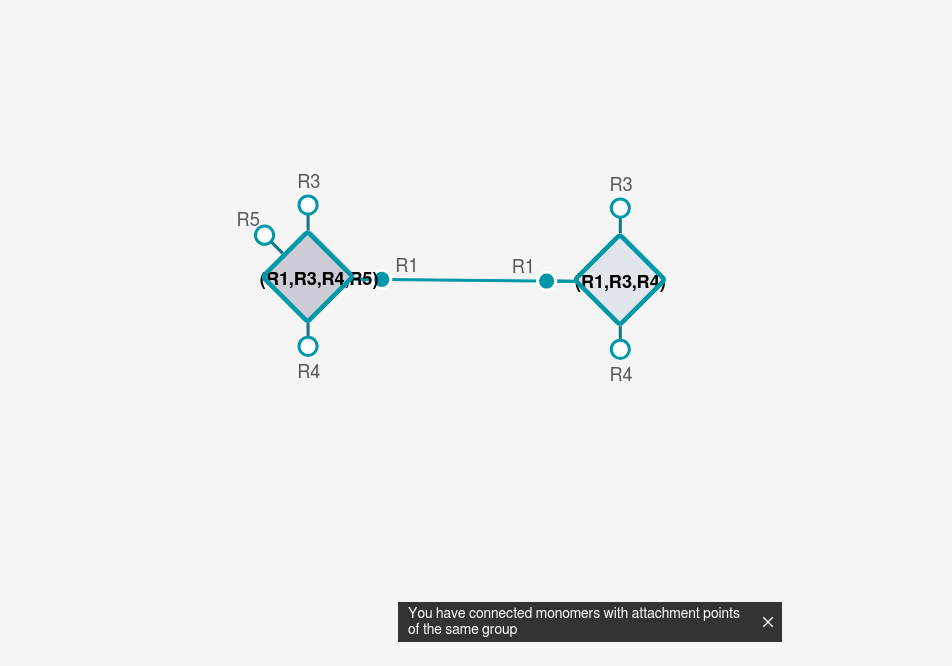 R3
R3
R5
R1
R1
(R1,R3,R4,R5)
(R1,R3,R4)
R4
R4
You have connected monomers with attachment points
of the same group